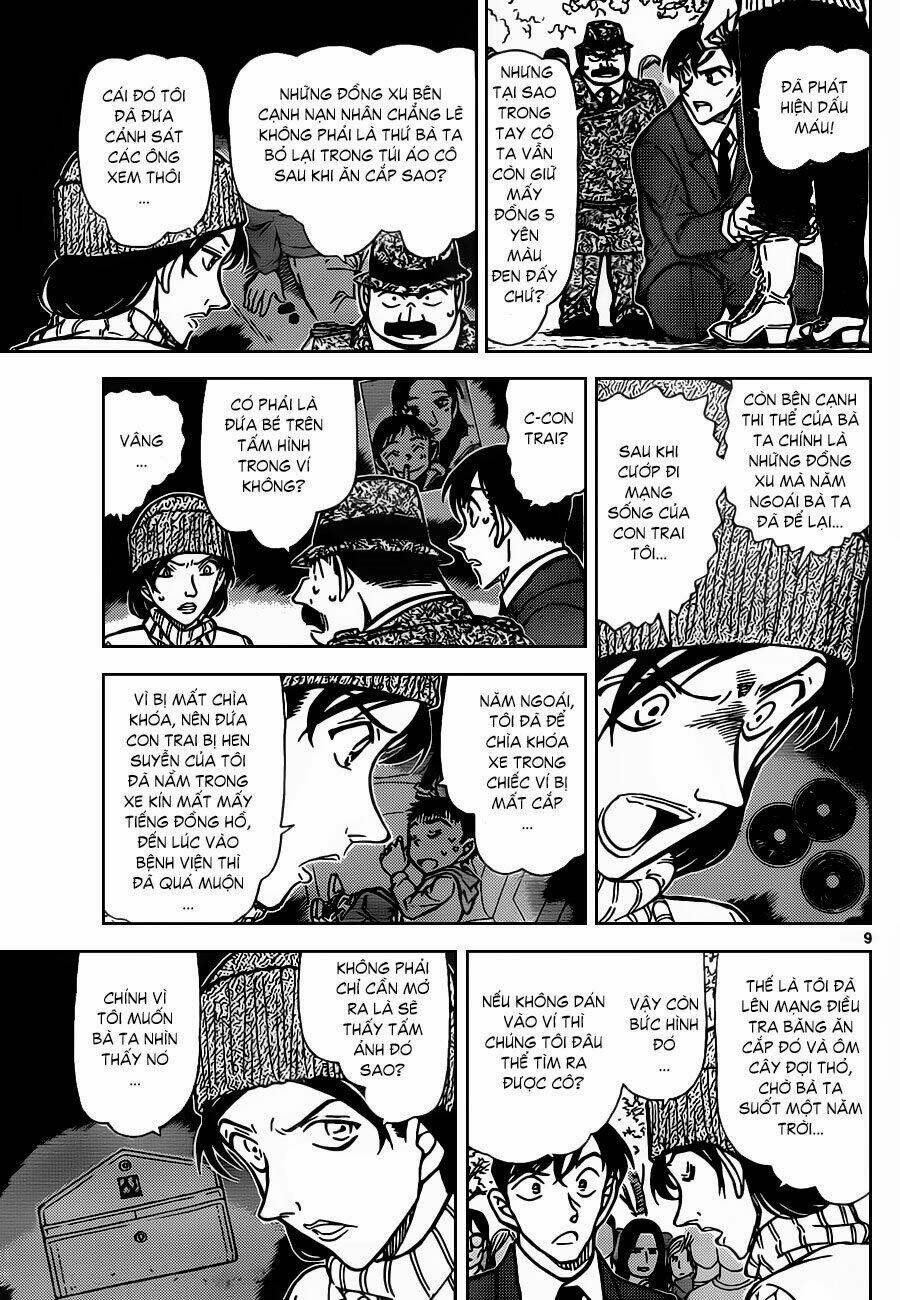 ĐÃ PHÁT
HIỆN DẤU
MÁU!
NHƯNG
TẠI SAO
TRONG
TAY CÔ
TA VẪN
CÒN GIỮ
MẤY
ĐỒNG 5
YÊN
MÀU
ĐEN ĐẤY
CHỨ?
NHỮNG ĐỒNG XU BÊN
CẠNH NẠN NHÂN CHẲNG LẼ
KHÔNG PHẢI LÀ THỨ BÀ TA
BỎ LẠI TRONG TÚI ÁO CÔ
SAU KHI ĂN CẮP SAO?
CÁI ĐÓ TÔI
ĐÃ ĐƯA
CẢNH SÁT
CÁC ÔNG
XEM THÔI
...
CÒN BÊN CẠNH
THI THỂ CỦA BÀ
TA CHÍNH LÀ
NHỮNG ĐỒNG
XU MÀ NĂM
NGOÁI BÀ TA
ĐÃ ĐỂ LẠI...
SAU KHI
CƯỚP ĐI
MẠNG
SỐNG CỦA
CON TRAI
TÔI...
C-CON
TRAI?
CÓ PHẢI LÀ
ĐỨA BÉ TRÊN
TẤM HÌNH
TRONG VÍ
KHÔNG?
VÂNG
...
NĂM NGOÁI,
TÔI ĐÃ ĐỂ
CHÌA KHÓA
XE TRONG
CHIẾC VÍ BỊ
MẤT CẮP
...
VÌ BỊ MẤT CHÌA
KHÓA, NÊN ĐỨA
CON TRAI BỊ HEN
SUYỄN CỦA TÔI
ĐÃ NẰM TRONG
XE KÍN MẤT MẤY
TIẾNG ĐỒNG HỒ,
ĐẾN LÚC VÀO
BỆNH VIỆN THÌ
ĐÃ QUÁ MUỘN
...
9
THẾ LÀ TÔI ĐÃ
LÊN MẠNG ĐIỀU
TRA BĂNG ĂN
CẮP ĐÓ VÀ ÔM
CÂY ĐỢI THỎ,
CHỜ BÀ TA
SUỐT MỘT NĂM
TRỜI...
VẬY CÒN
BỨC HÌNH
ĐÓ
...
NẾU KHÔNG DÁN
VÀO VÍ THÌ
CHÚNG TÔI ĐÂU
THỂ TÌM RA
ĐƯỢC CÔ?
KHÔNG PHẢI
CHỈ CẦN MỞ
RA LÀ SẼ
THẤY TẤM
ẢNH ĐÓ
SAO?
CHÍNH VÌ
TÔI MUỐN
BÀ TA NHÌN
THẤY NÓ
...